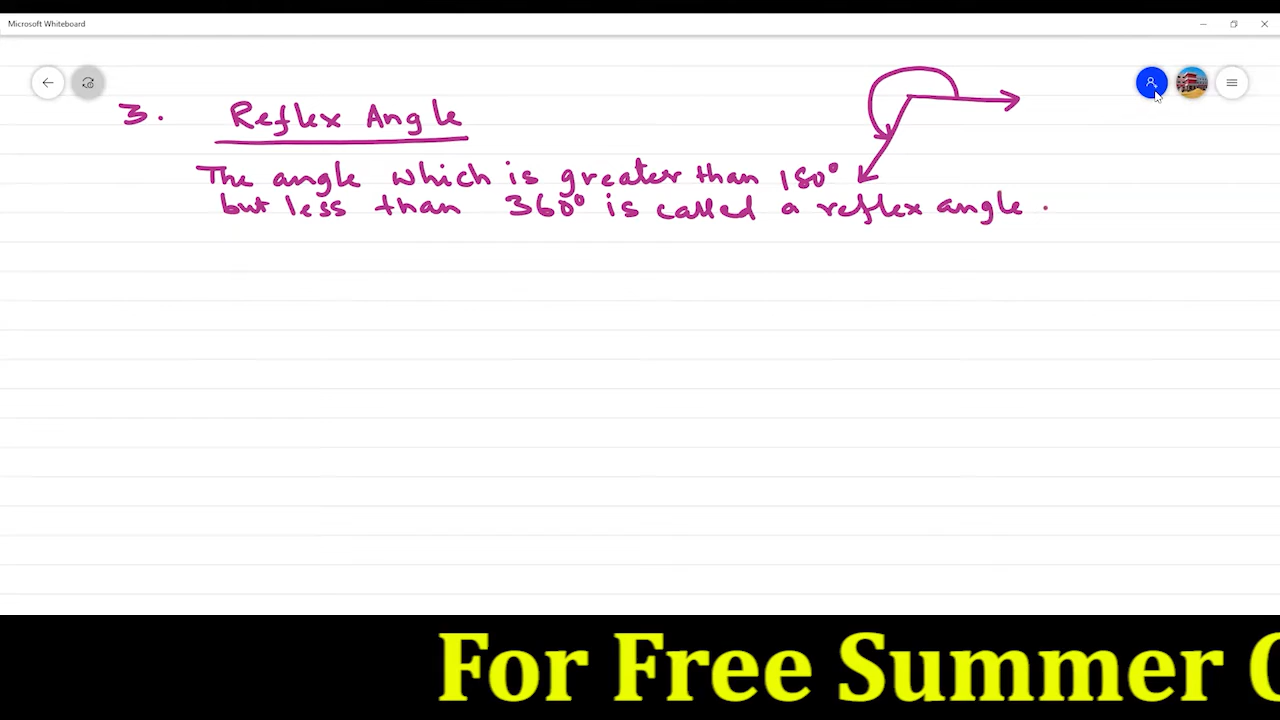 Microsoft Whiteboard
3. Reflex Angle
The angle which is greater than 180°
but less than 360° is called a reflex angle.
For Free Summer C